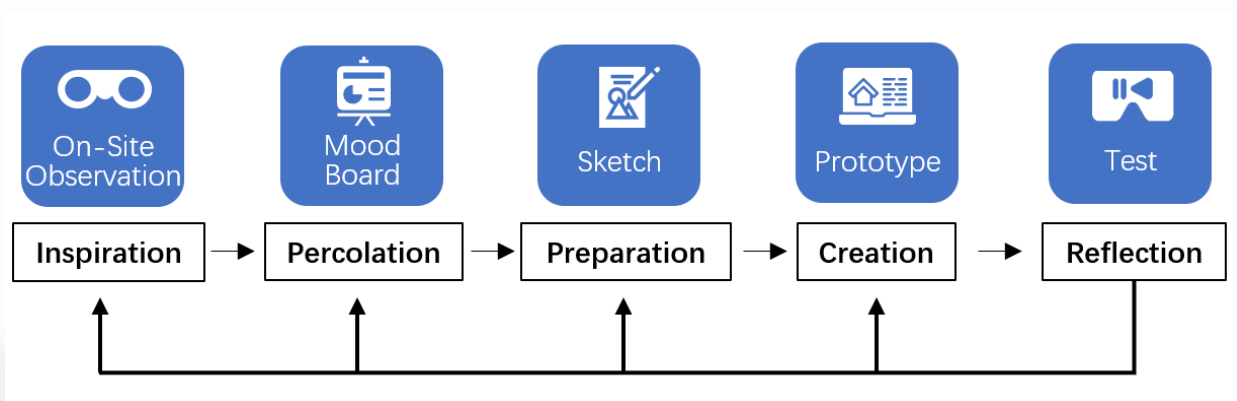 On-Site
Observation
Mood
Board
Sketch
Prototype
Test
Inspiration
Percolation
Preparation
Creation
Reflection